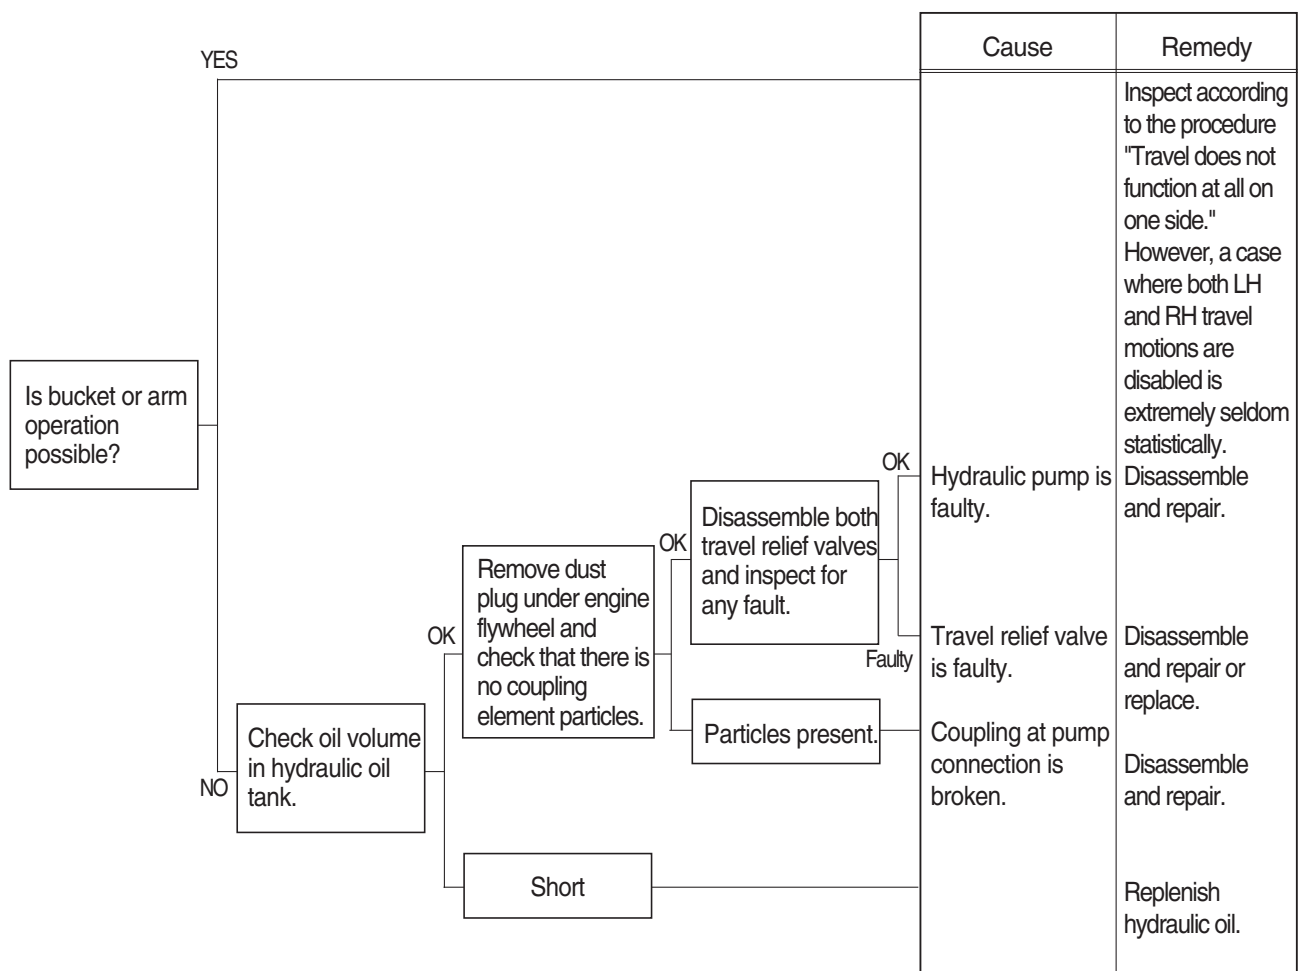 Cause
Remedy
YES
Inspect according
to the procedure
"Travel does not
function at all on
one side."
However, a case
where both LH
and RH travel
motions are
disabled is
extremely seldom
statistically.
Is bucket or arm
operation
possible?
NO
Check oil volume
in hydraulic oil
tank.
OK
Remove dust
plug under engine
flywheel and
check that there is
no coupling
element particles.
OK
Disassemble both
travel relief valves
and inspect for
any fault.
OK
Hydraulic pump is
faulty.
Disassemble
and repair.
Faulty
Travel relief valve
is faulty.
Disassemble
and repair or
replace.
Particles present.
Coupling at pump
connection is
broken.
Disassemble
and repair.
Short
Replenish
hydraulic oil.